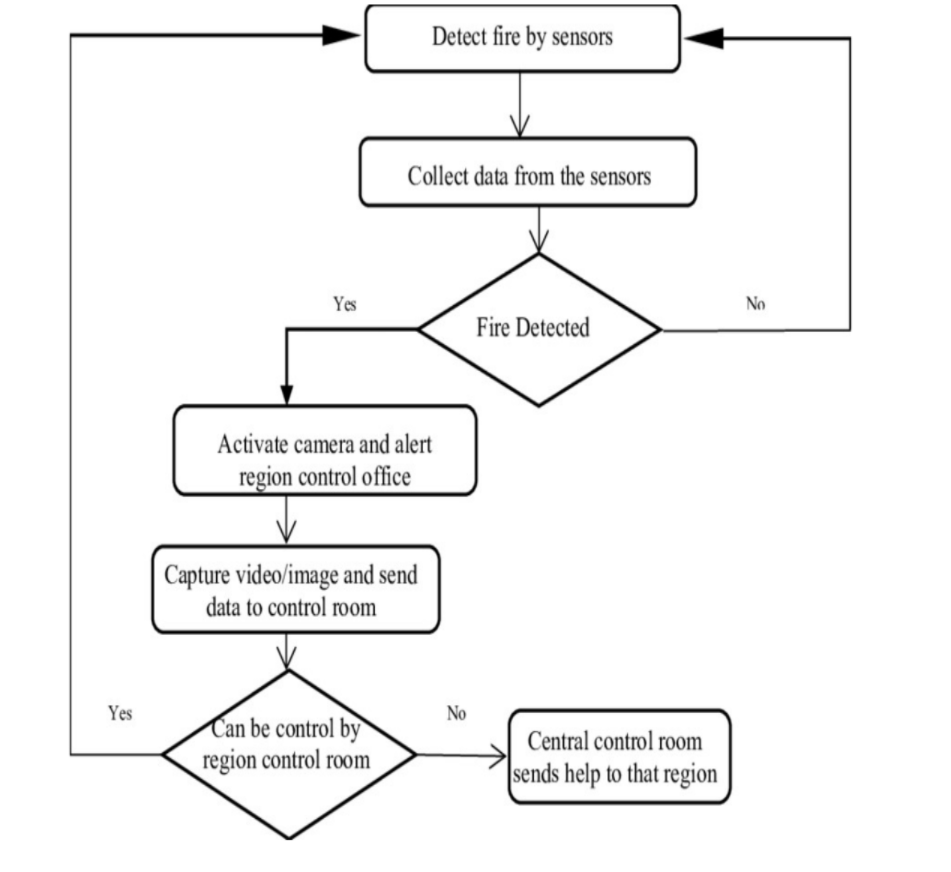 Detect fire by sensors
Collect data from the sensors
Yes
No
Fire Detected
Activate camera and alert
region control office
Capture video/image and send
data to control room
Yes
No
Can be control by
region control room
Central control room
sends help to that region